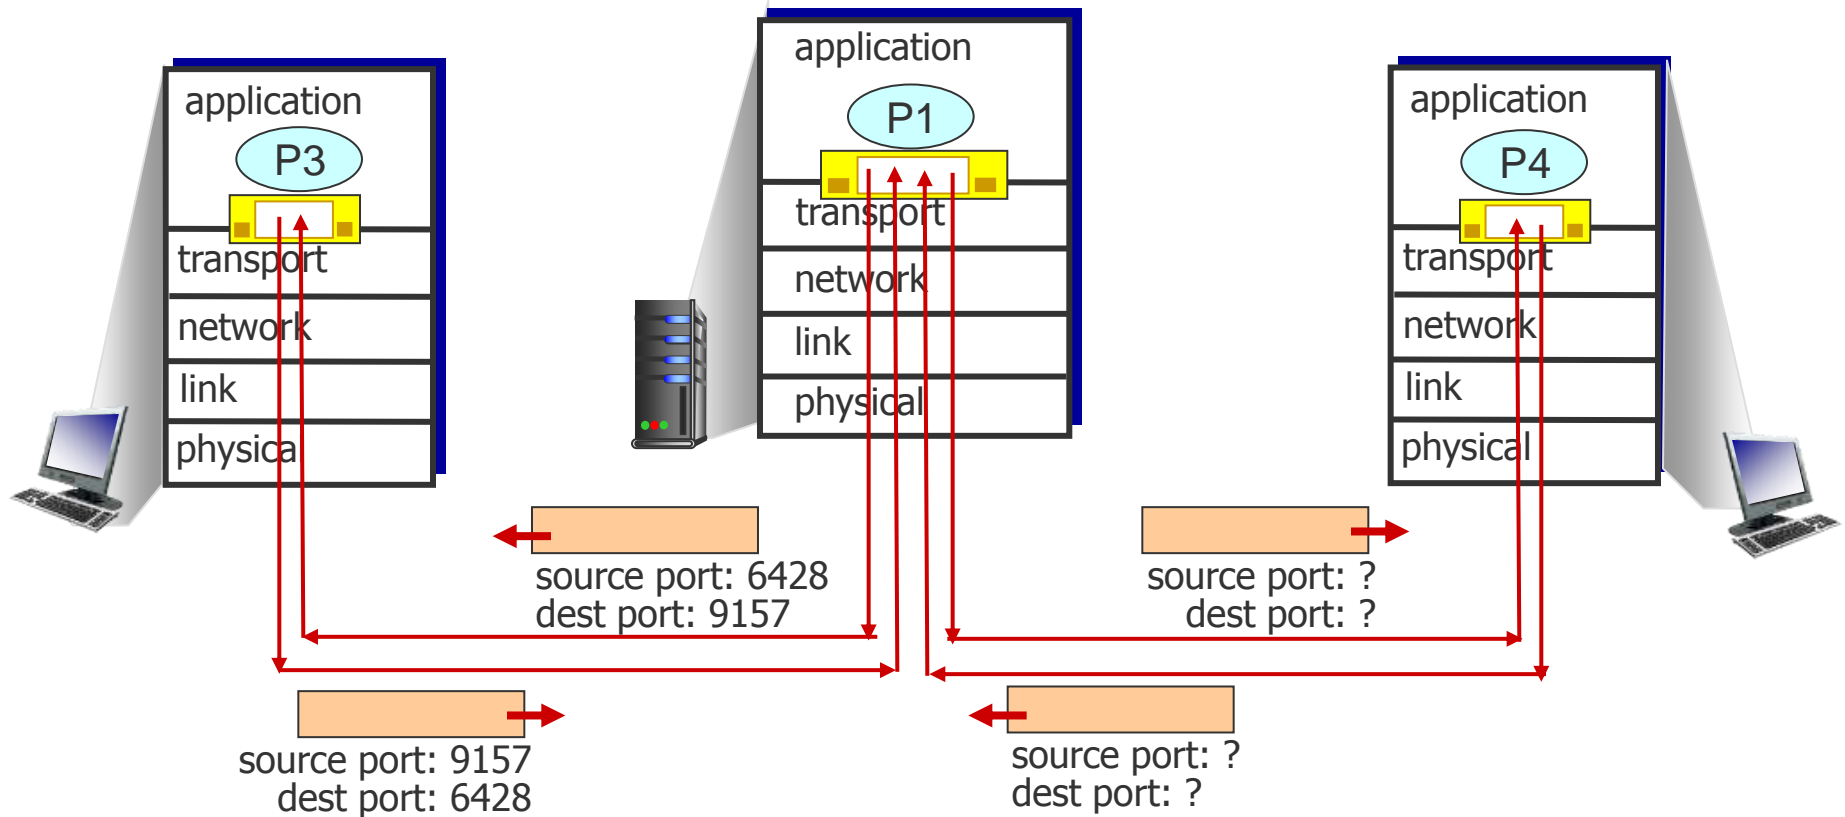 application
P3
transport
network
link
physica
application
P1
transport
network
link
physical
application
P4
transport
network
link
physical
source port: 6428
dest port: 9157
source port: ?
dest port: ?
source port: 9157
dest port: 6428
source port: ?
dest port: ?